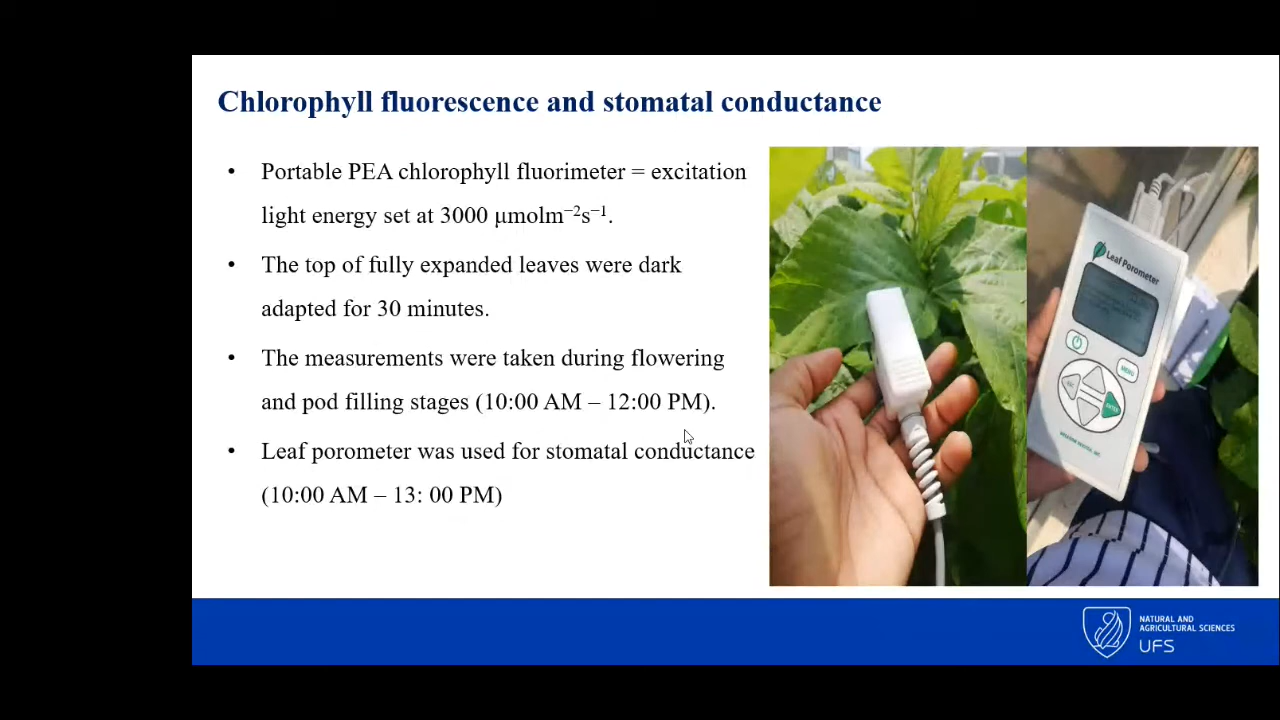 Chlorophyll fluorescence and stomatal conductance
• Portable PEA chlorophyll fluorimeter = excitation
light energy set at 3000 μmolm⁻²s⁻¹.
• The top of fully expanded leaves were dark
adapted for 30 minutes.
• The measurements were taken during flowering
and pod filling stages (10:00 AM – 12:00 PM).
• Leaf porometer was used for stomatal conductance
(10:00 AM – 13: 00 PM)
Leaf Porometer
MENU
ESC
ENTER
NATURAL AND
AGRICULTURAL SCIENCES
UFS